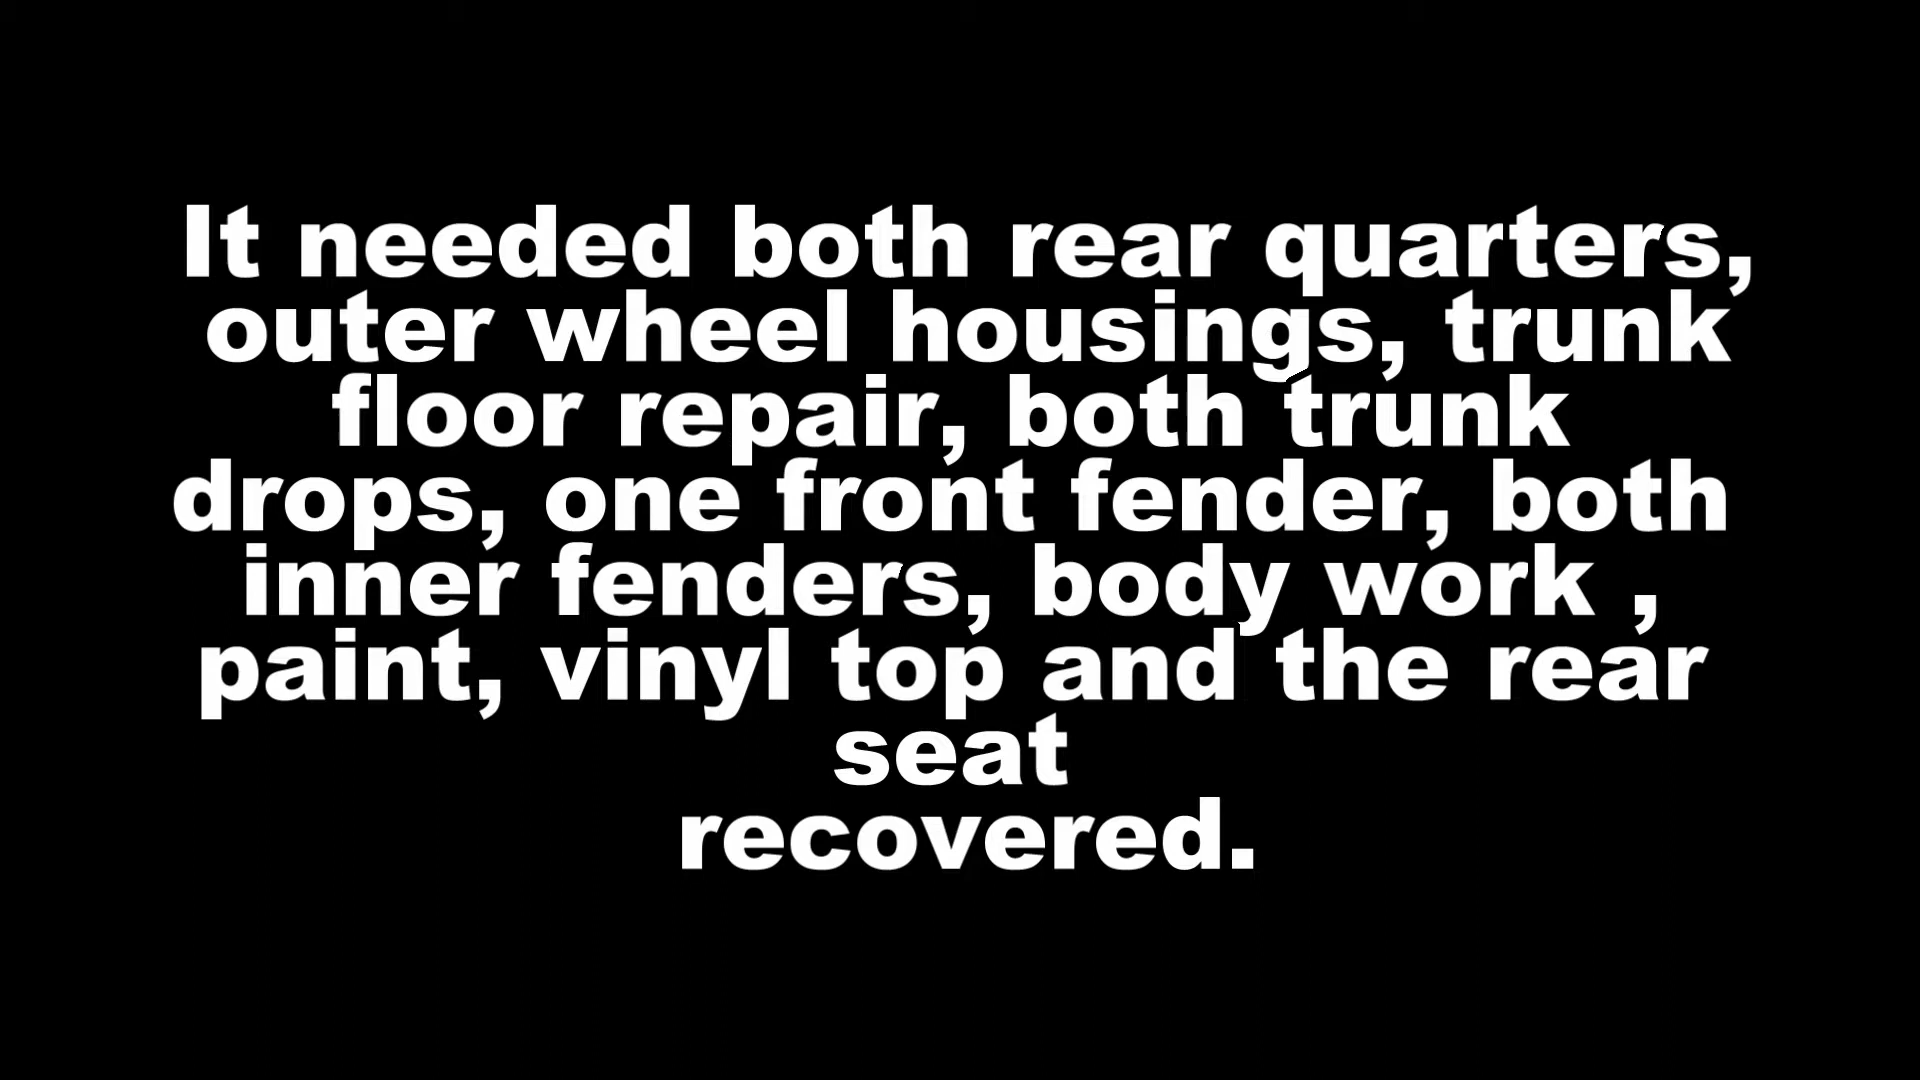 It needed both rear quarters,
outer wheel housings, trunk
floor repair, both trunk
drops, one front fender, both
inner fenders, body work ,
paint, vinyl top and the rear
seat
recovered.